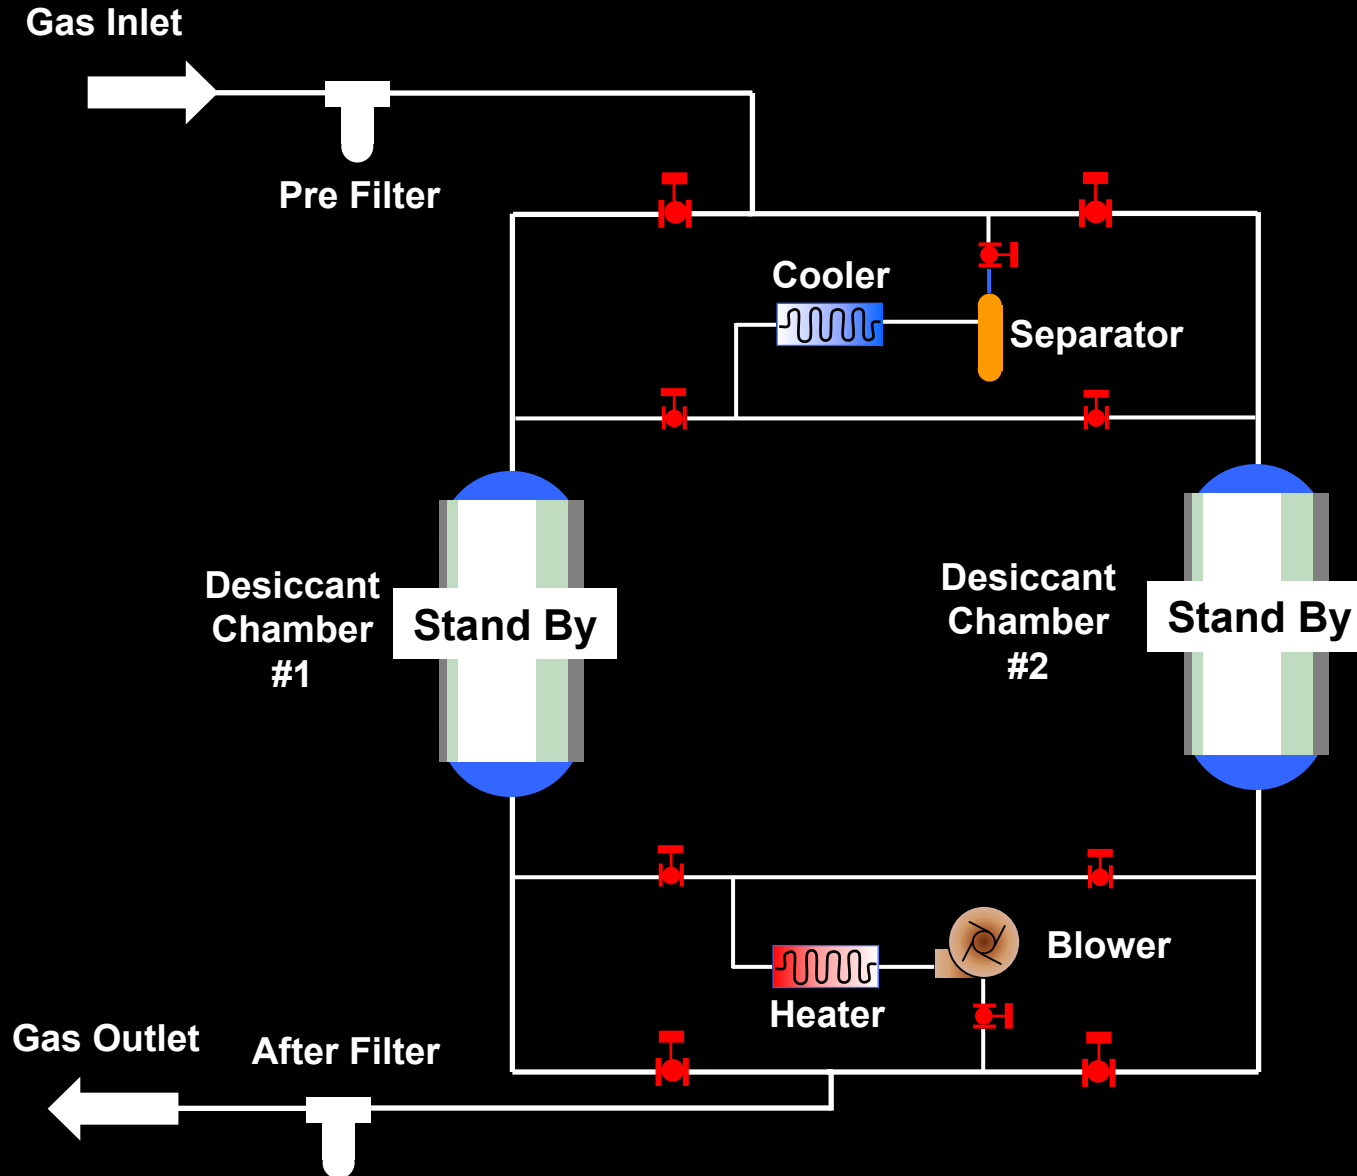 Gas Inlet
Pre Filter
Cooler
Separator
Desiccant
Chamber
#1
Stand By
Desiccant
Chamber
#2
Stand By
Blower
Heater
Gas Outlet
After Filter